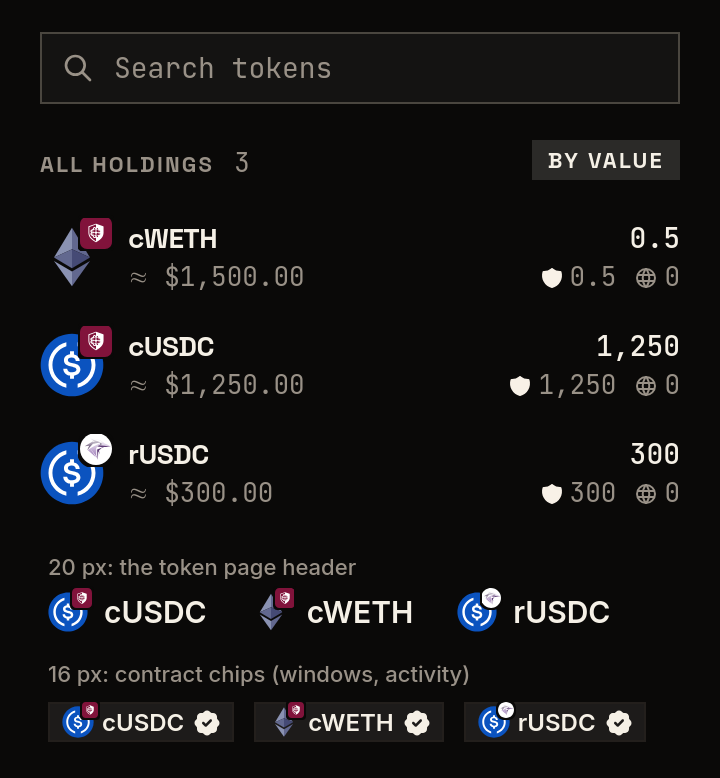 Search tokens
ALL HOLDINGS 3 BY VALUE
cWETH 0.5
≈ $1,500.00 0.5 0
cUSDC 1,250
≈ $1,250.00 1,250 0
rUSDC 300
≈ $300.00 300 0
20 px: the token page header
cUSDC cWETH rUSDC
16 px: contract chips (windows, activity)
cUSDC cWETH rUSDC